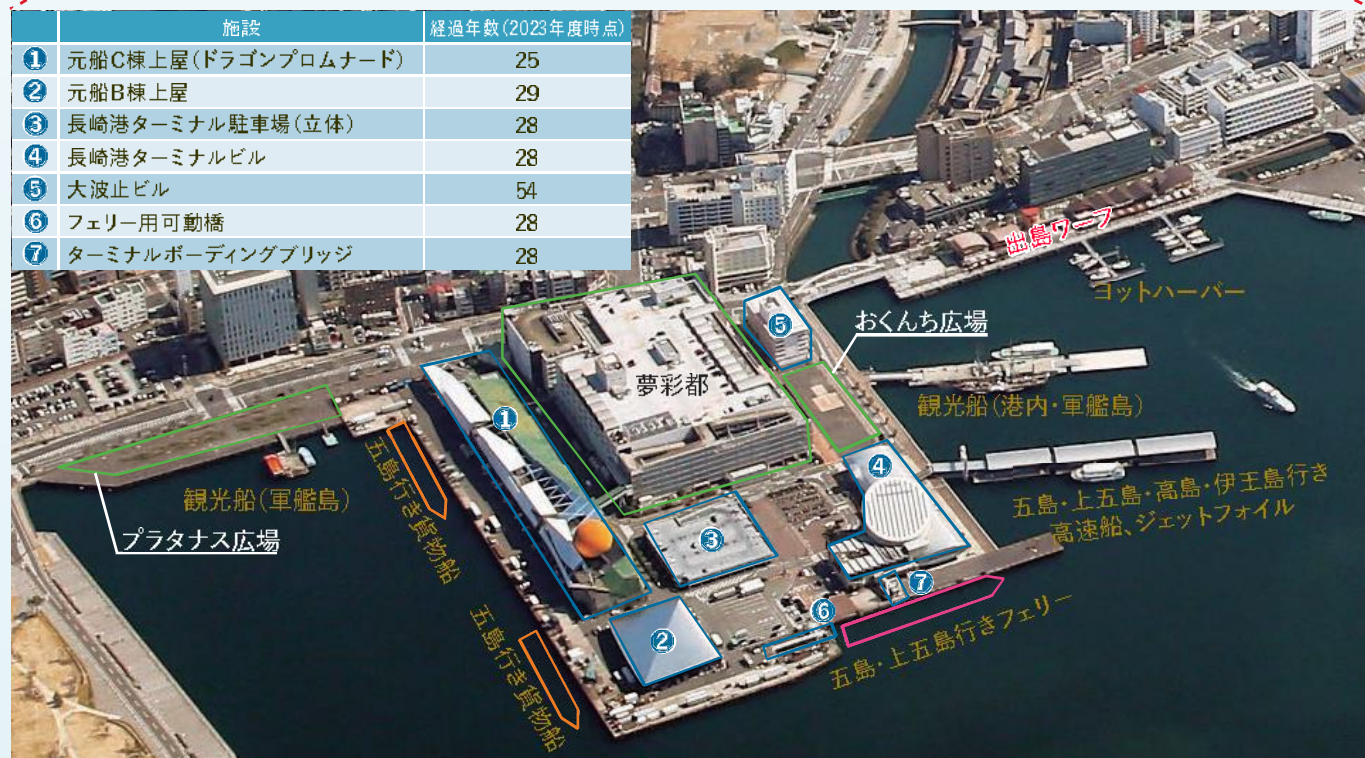 施設 経過年数(2023年度時点)
1 元船C棟上屋(ドラゴンプロムナード) 25
2 元船B棟上屋 29
3 長崎港ターミナル駐車場(立体) 28
4 長崎港ターミナルビル 28
5 大波止ビル 54
6 フェリー用可動橋 28
7 ターミナルボーディングブリッジ 28
出島ワーフ
ヨットハーバー
5
おくんち広場
夢彩都
観光船(港内・軍艦島)
1
4
五島行き貨物船
観光船(軍艦島)
五島・上五島・高島・伊王島行き
高速船、ジェットフォイル
プラタナス広場
3
7
6
五島・上五島行きフェリー
2
五島行き貨物船